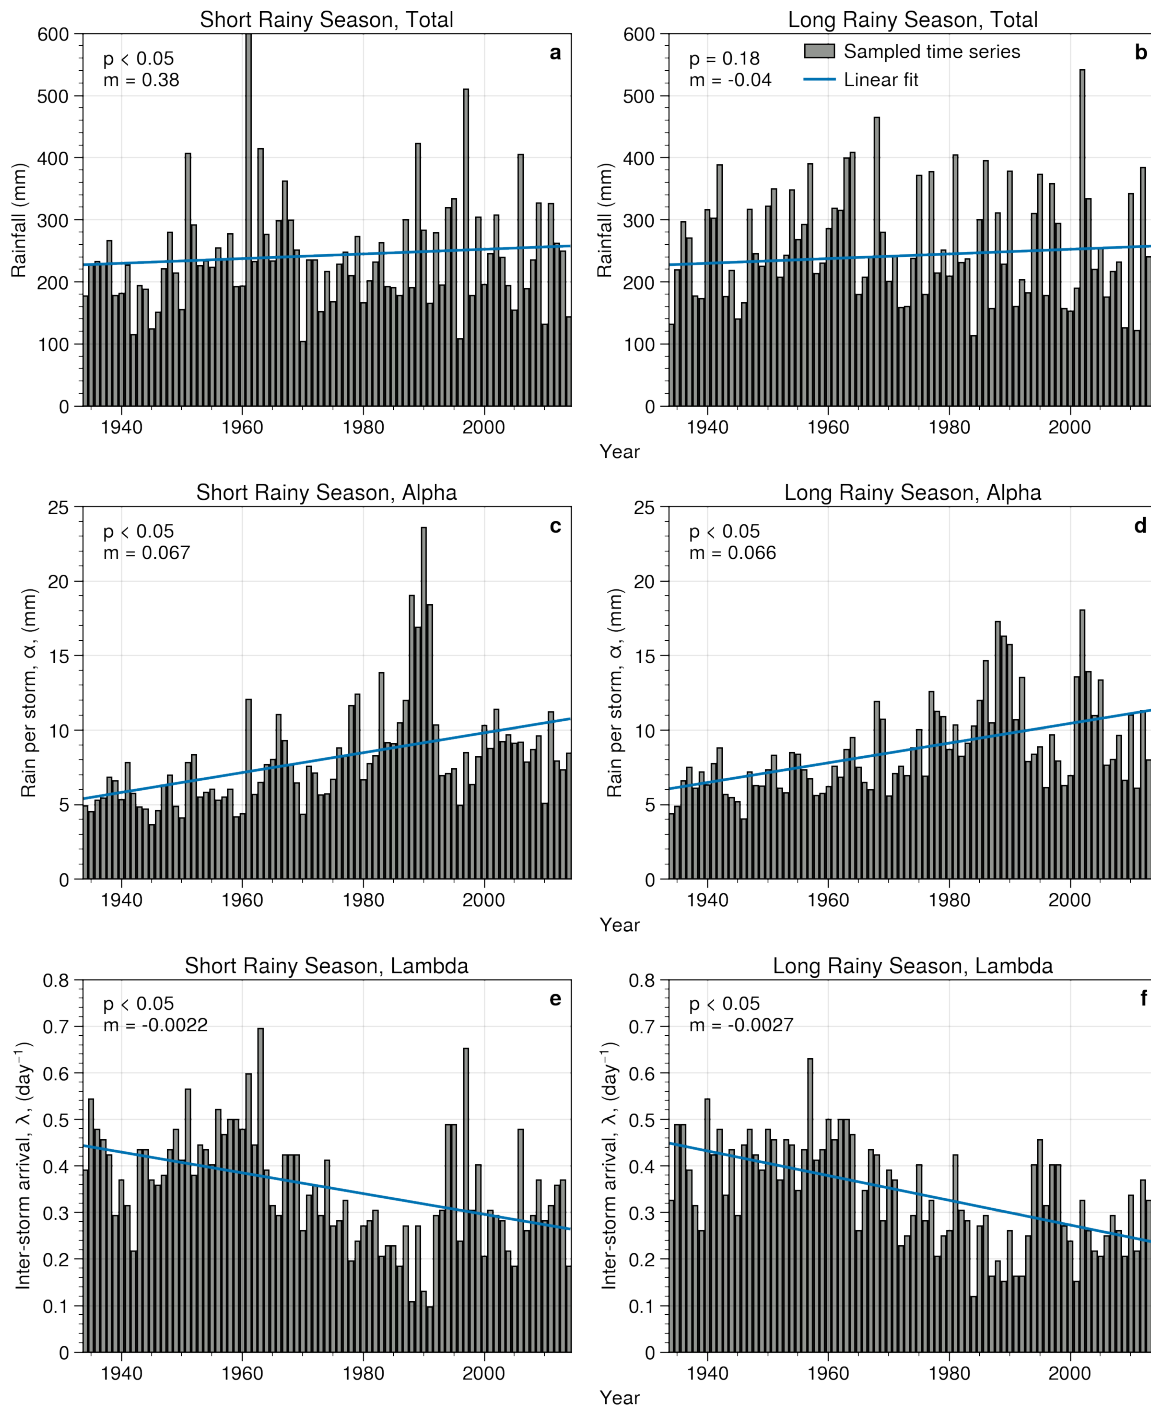 Short Rainy Season, Total
Long Rainy Season, Total
600
500
400
300
200
100
0
Rainfall (mm)
p < 0.05
m = 0.38
a
1940
1960
1980
2000
600
500
400
300
200
100
0
Rainfall (mm)
p = 0.18
m = -0.04
Sampled time series
Linear fit
b
1940
1960
1980
2000
Year
Short Rainy Season, Alpha
Long Rainy Season, Alpha
25
20
15
10
5
0
Rain per storm, α, (mm)
p < 0.05
m = 0.067
c
1940
1960
1980
2000
25
20
15
10
5
0
Rain per storm, α, (mm)
p < 0.05
m = 0.066
d
1940
1960
1980
2000
Year
Short Rainy Season, Lambda
Long Rainy Season, Lambda
0.8
0.7
0.6
0.5
0.4
0.3
0.2
0.1
0
Inter-storm arrival, λ, (day⁻¹)
p < 0.05
m = -0.0022
e
1940
1960
1980
2000
0.8
0.7
0.6
0.5
0.4
0.3
0.2
0.1
0
Inter-storm arrival, λ, (day⁻¹)
p < 0.05
m = -0.0027
f
1940
1960
1980
2000
Year